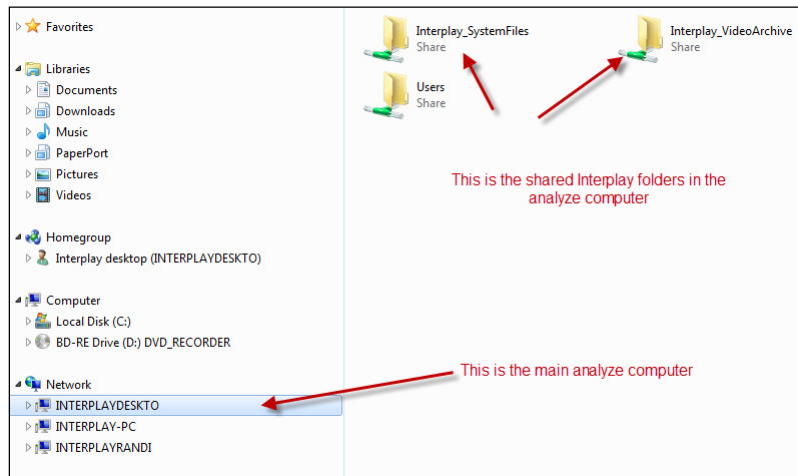 Favorites
Libraries
Documents
Downloads
Music
PaperPort
Pictures
Videos
Homegroup
Interplay desktop (INTERPLAYDESKTO)
Computer
Local Disk (C:)
BD-RE Drive (D:) DVD_RECORDER
Network
INTERPLAYDESKTO
INTERPLAY-PC
INTERPLAYRANDI
Interplay_SystemFiles
Share
Interplay_VideoArchive
Share
Users
Share
This is the shared Interplay folders in the
analyze computer
This is the main analyze computer